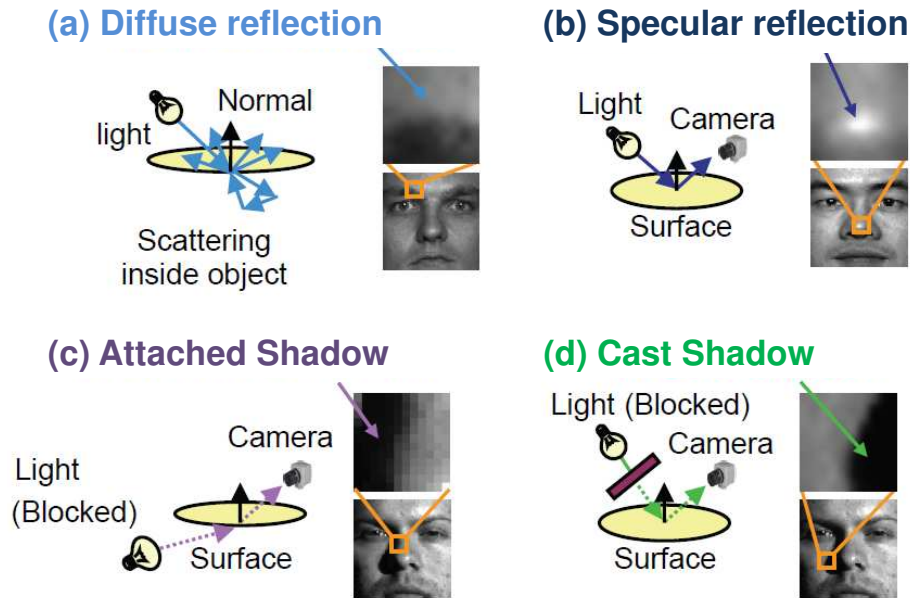 (a) Diffuse reflection
Normal
light
Scattering
inside object
(b) Specular reflection
Light
Camera
Surface
(c) Attached Shadow
Camera
Light
(Blocked)
Surface
(d) Cast Shadow
Light (Blocked)
Camera
Surface